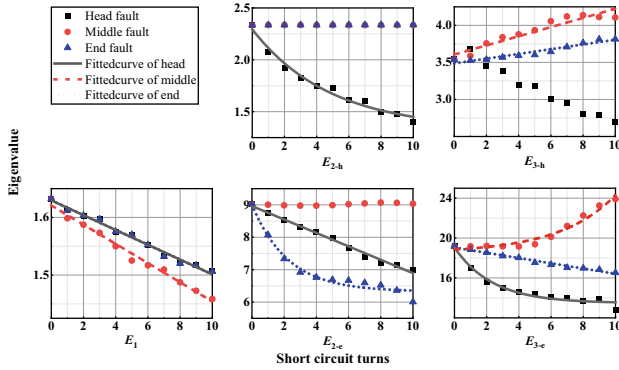 Head fault
Middle fault
End fault
Fittedcurve of head
Fittedcurve of middle
Fittedcurve of end
2.5
2.0
1.5
0 2 4 6 8 10
E2-h
4.0
3.5
3.0
2.5
0 2 4 6 8 10
E3-h
Eigenvalue
1.6
1.5
0 2 4 6 8 10
E1
9
8
7
6
0 2 4 6 8 10
E2-e
24
20
16
0 2 4 6 8 10
E3-e
Short circuit turns